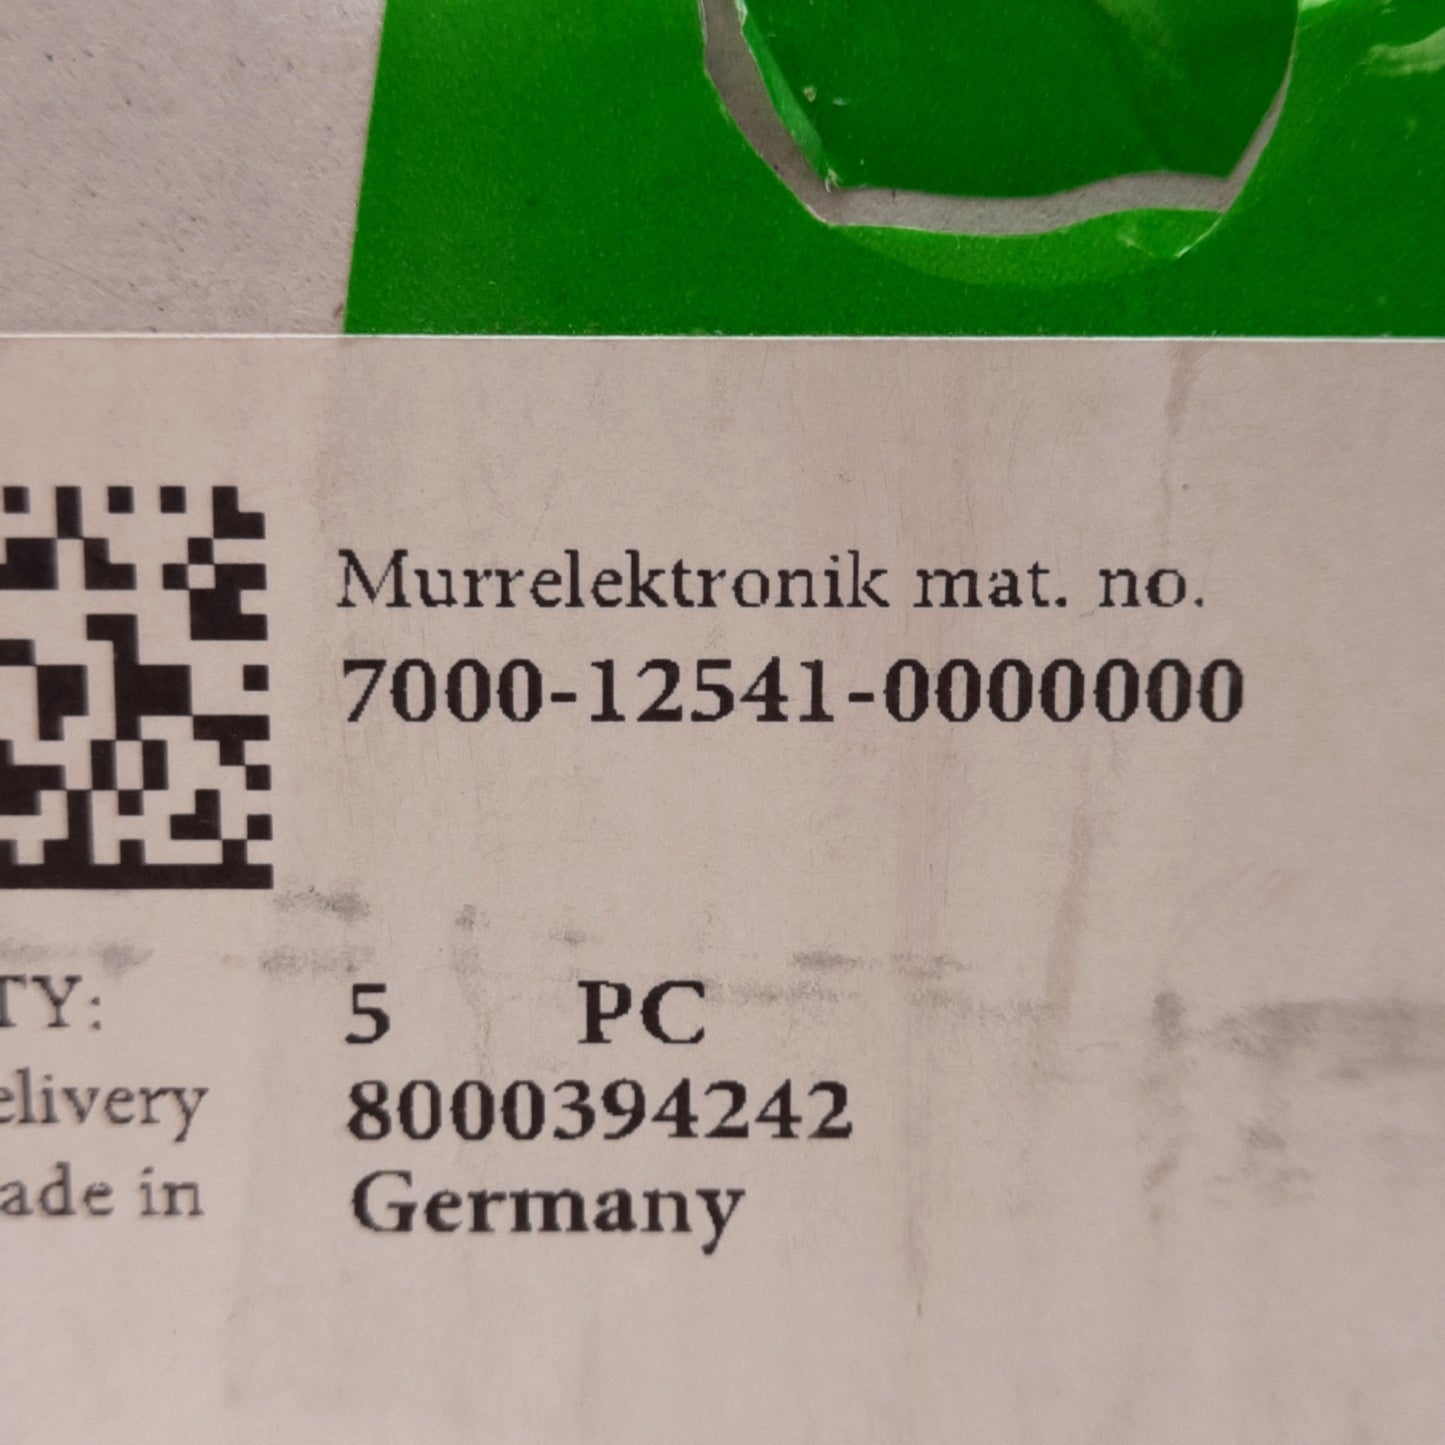 Murrelektronik mat. no.
7000-12541-0000000
TY: 5 PC
elivery 8000394242
ade in Germany